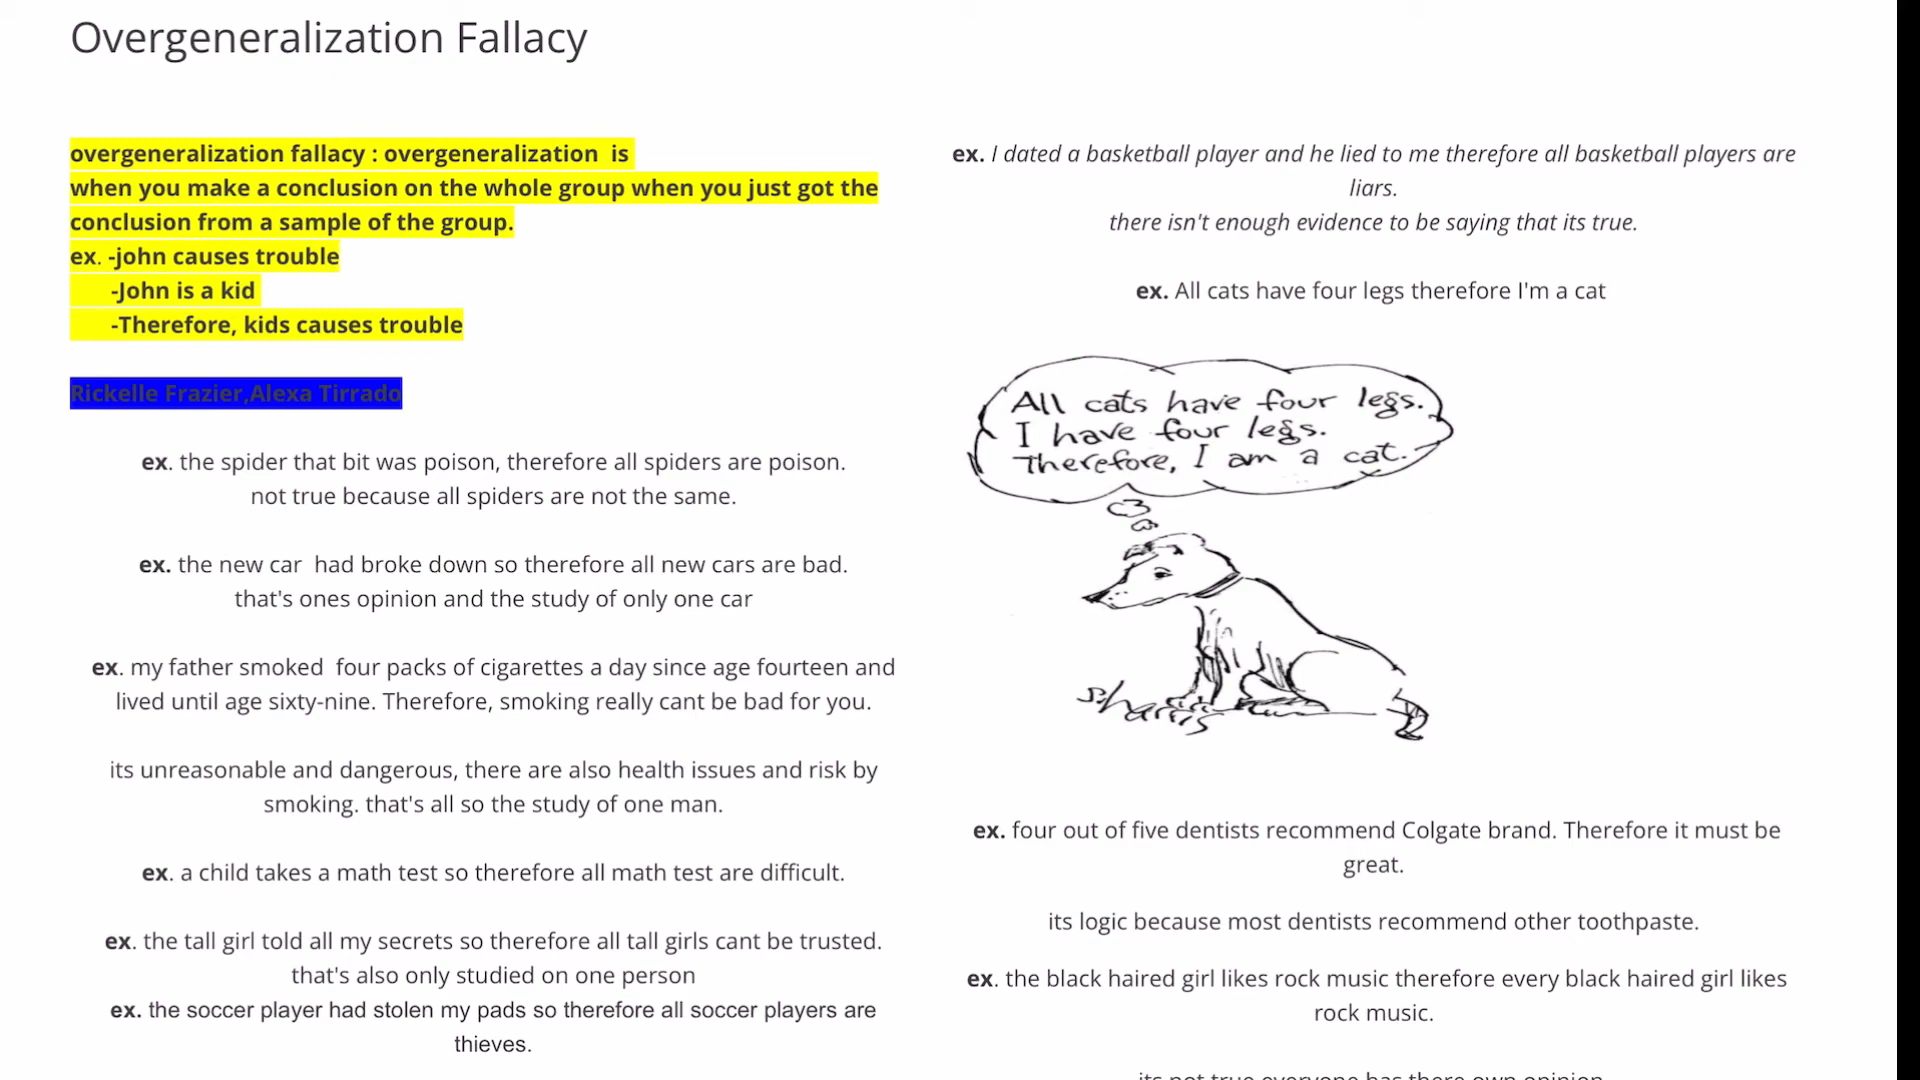 Overgeneralization Fallacy
overgeneralization fallacy : overgeneralization  is
when you make a conclusion on the whole group when you just got the
conclusion from a sample of the group.
ex. -john causes trouble
-John is a kid
-Therefore, kids causes trouble
Rickelle Frazier,Alexa Tirrado
ex. the spider that bit was poison, therefore all spiders are poison.
not true because all spiders are not the same.
ex. the new car  had broke down so therefore all new cars are bad.
that's ones opinion and the study of only one car
ex. my father smoked  four packs of cigarettes a day since age fourteen and
lived until age sixty-nine. Therefore, smoking really cant be bad for you.
its unreasonable and dangerous, there are also health issues and risk by
smoking. that's all so the study of one man.
ex. a child takes a math test so therefore all math test are difficult.
ex. the tall girl told all my secrets so therefore all tall girls cant be trusted.
that's also only studied on one person
ex. the soccer player had stolen my pads so therefore all soccer players are
thieves.
ex. I dated a basketball player and he lied to me therefore all basketball players are
liars.
there isn't enough evidence to be saying that its true.
ex. All cats have four legs therefore I'm a cat
All cats have four legs.
I have four legs.
Therefore, I am a cat.
S. Harris
ex. four out of five dentists recommend Colgate brand. Therefore it must be
great.
its logic because most dentists recommend other toothpaste.
ex. the black haired girl likes rock music therefore every black haired girl likes
rock music.
its not true everyone has there own opinion